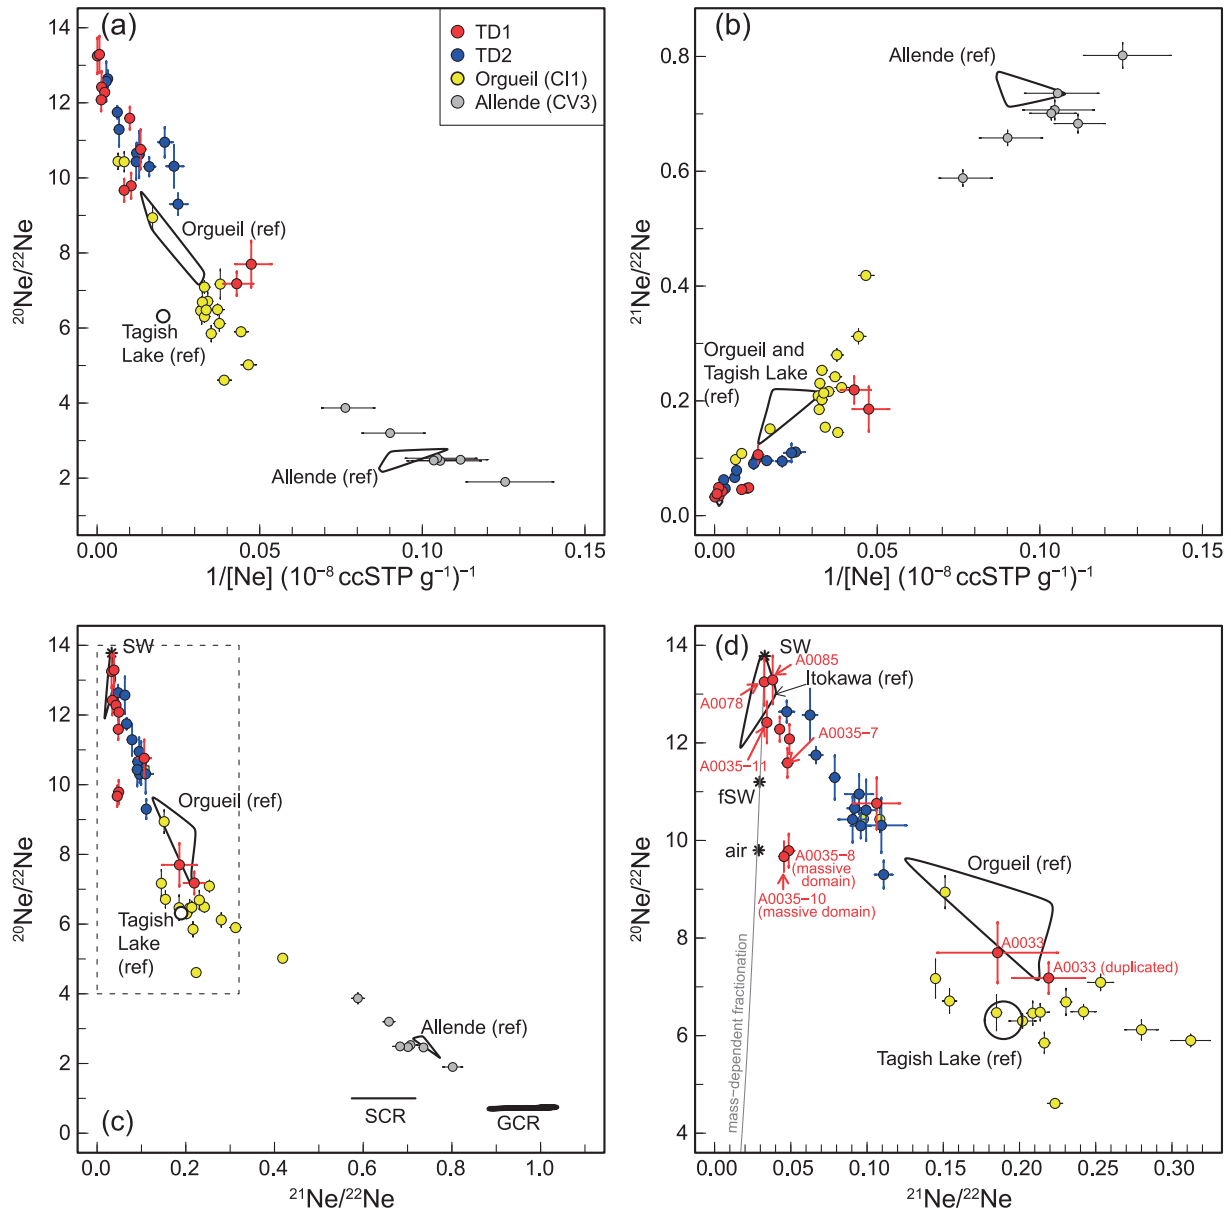 (a)
TD1
TD2
Orgueil (CI1)
Allende (CV3)
Orgueil (ref)
Tagish
Lake (ref)
Allende (ref)
14
12
10
8
6
4
2
²⁰Ne/²²Ne
0.00
0.05
0.10
0.15
1/[Ne] (10⁻⁸ ccSTP g⁻¹)⁻¹
(b)
Allende (ref)
Orgueil and
Tagish Lake
(ref)
0.8
0.6
0.4
0.2
0.0
²¹Ne/²²Ne
0.00
0.05
0.10
0.15
1/[Ne] (10⁻⁸ ccSTP g⁻¹)⁻¹
(c)
SW
Orgueil (ref)
Tagish
Lake
(ref)
Allende (ref)
SCR
GCR
14
12
10
8
6
4
2
0
²⁰Ne/²²Ne
0.0
0.2
0.4
0.6
0.8
1.0
²¹Ne/²²Ne
(d)
SW
A0085
Itokawa (ref)
A0078
A0035−7
A0035−11
fSW
air
A0035−8
(massive
domain)
A0035−10
(massive domain)
Orgueil (ref)
A0033
A0033 (duplicated)
Tagish Lake (ref)
mass−dependent fractionation
14
12
10
8
6
4
²⁰Ne/²²Ne
0.00
0.05
0.10
0.15
0.20
0.25
0.30
²¹Ne/²²Ne